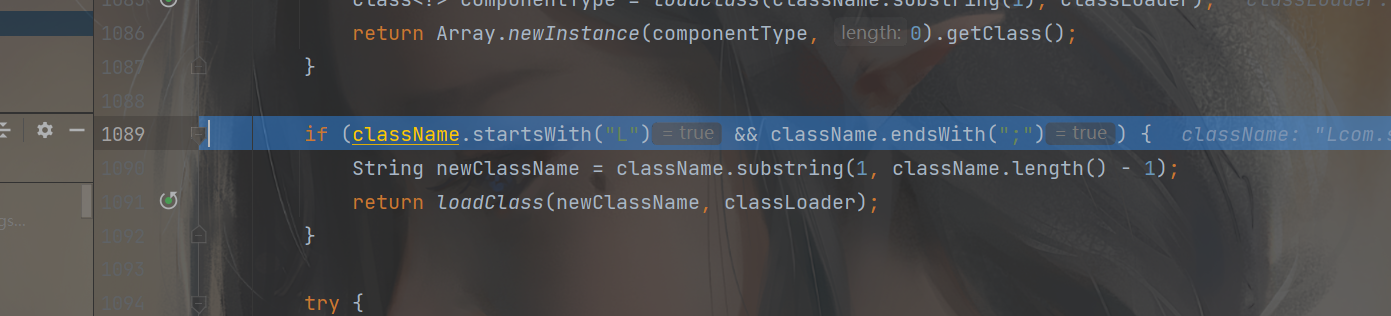 1085 class<?> componentType = loadClass(className.substring(1), classLoader); classLoader:
1086 return Array.newInstance(componentType, length: 0).getClass();
1087 }
1088
1089 if (className.startsWith("L") = true && className.endsWith(";") = true ) { className: "Lcom.
1090 String newClassName = className.substring(1, className.length() - 1);
1091 return loadClass(newClassName, classLoader);
gs...
1092 }
1093
1094 try {